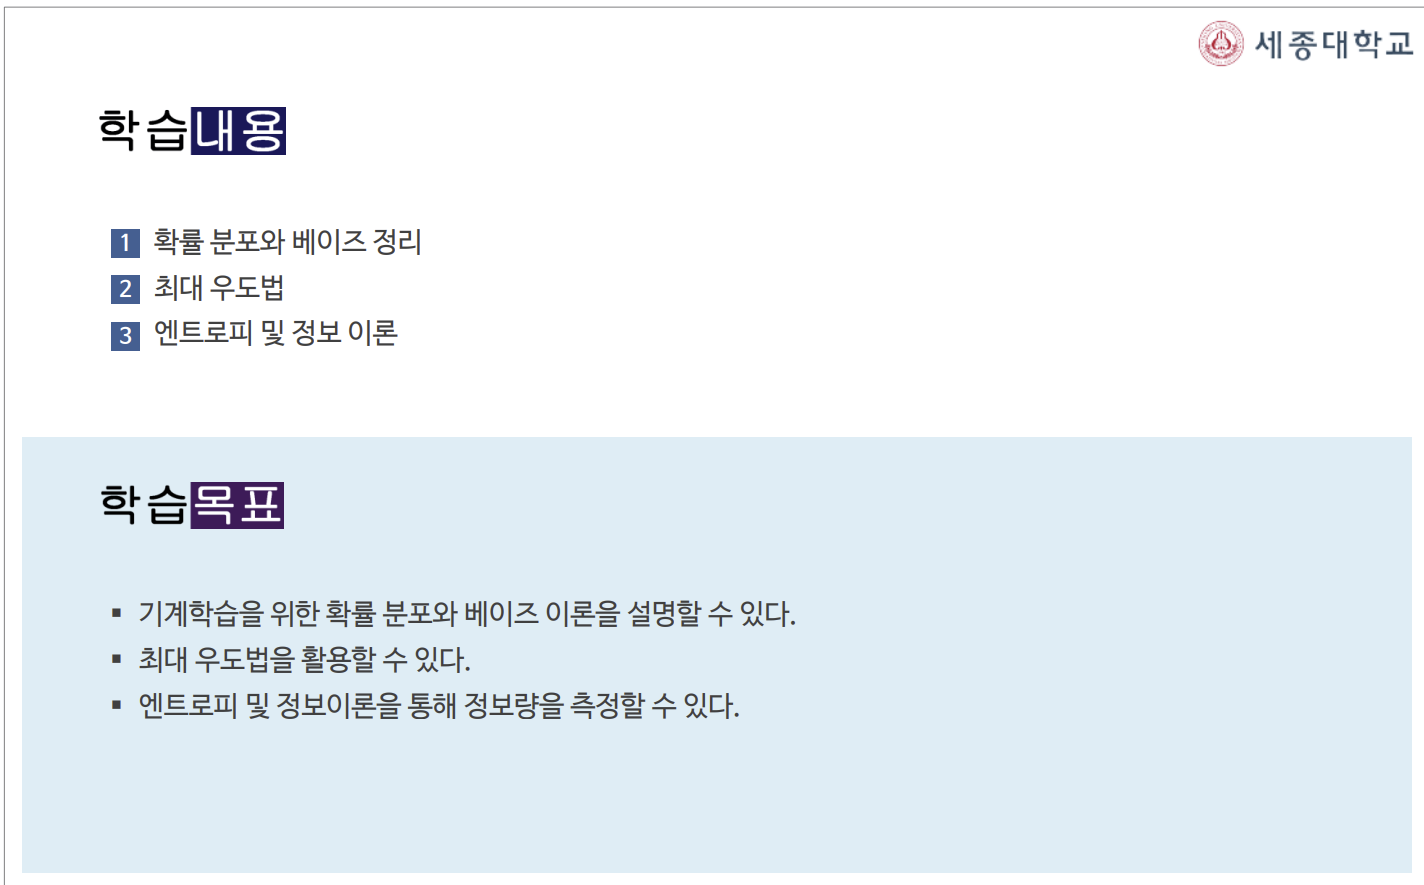 세종대학교
학습내용
1 확률 분포와 베이즈 정리
2 최대 우도법
3 엔트로피 및 정보 이론
학습목표
▪ 기계학습을 위한 확률 분포와 베이즈 이론을 설명할 수 있다.
▪ 최대 우도법을 활용할 수 있다.
▪ 엔트로피 및 정보이론을 통해 정보량을 측정할 수 있다.